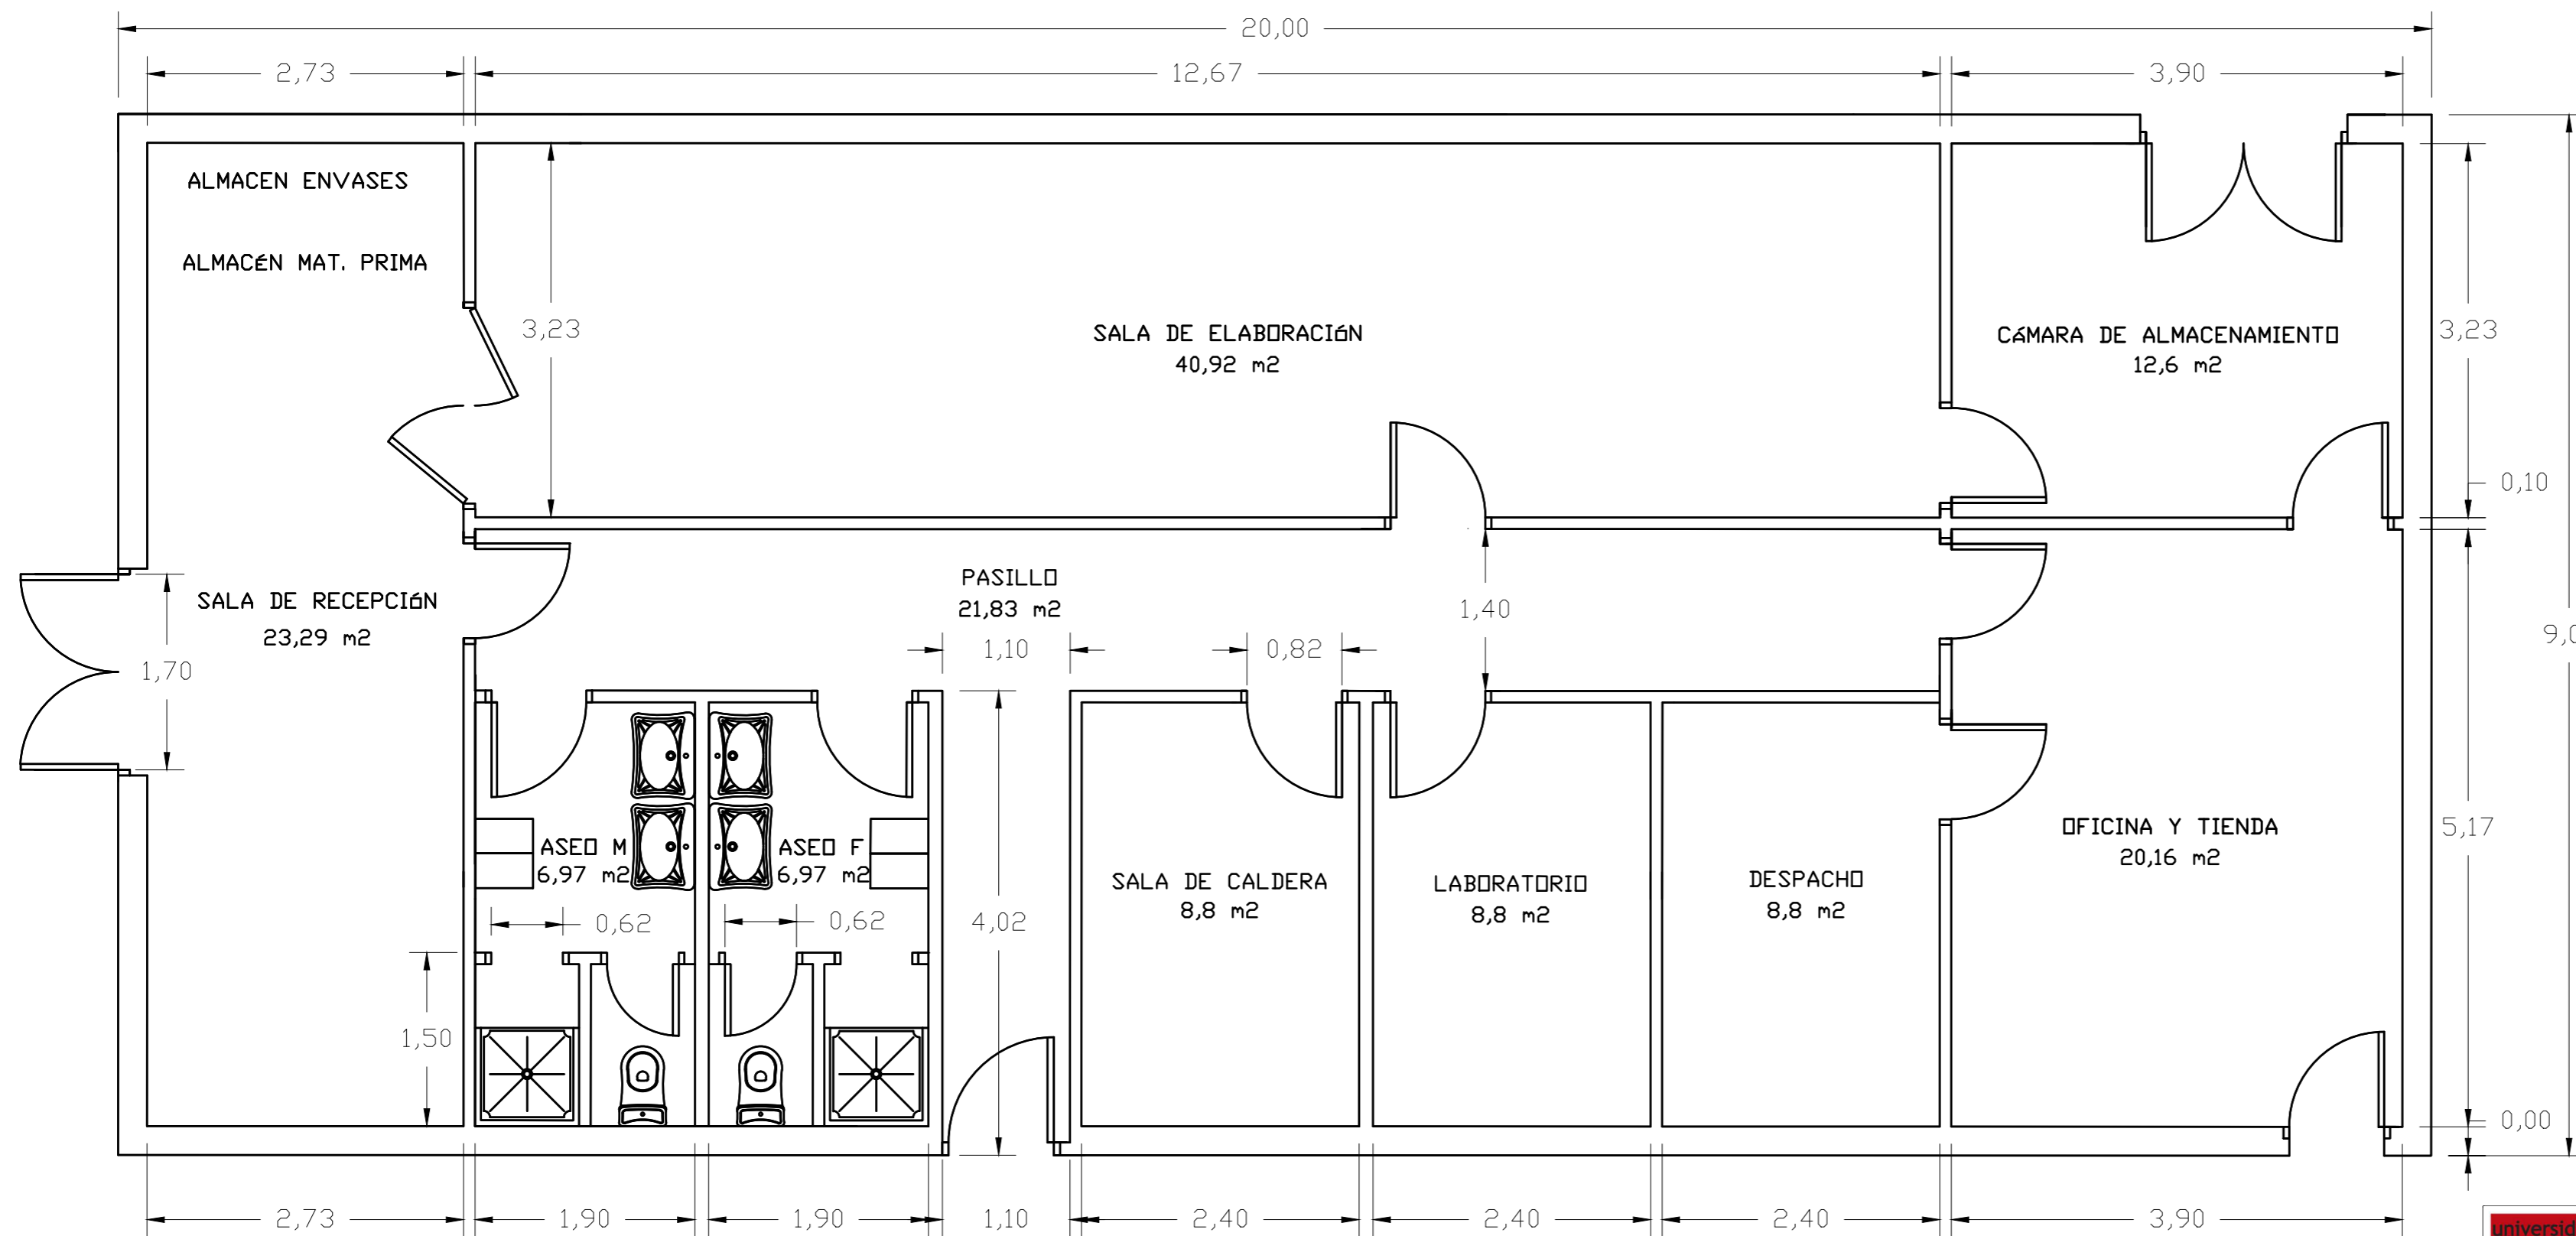 20,00
2,73
12,67
3,90
ALMACEN ENVASES
ALMACÉN MAT. PRIMA
3,23
SALA DE ELABORACIóN
40,92 m2
CáMARA DE ALMACENAMIENTO
12,6 m2
3,23
0,10
PASILLO
21,83 m2
SALA DE RECEPCIóN
23,29 m2
1,70
1,10
0,82
1,40
ASEO M
6,97 m2
ASEO F
6,97 m2
0,62
0,62
4,02
1,50
SALA DE CALDERA
8,8 m2
LABORATORIO
8,8 m2
DESPACHO
8,8 m2
OFICINA Y TIENDA
20,16 m2
5,17
0,00
2,73
1,90
1,90
1,10
2,40
2,40
2,40
3,90